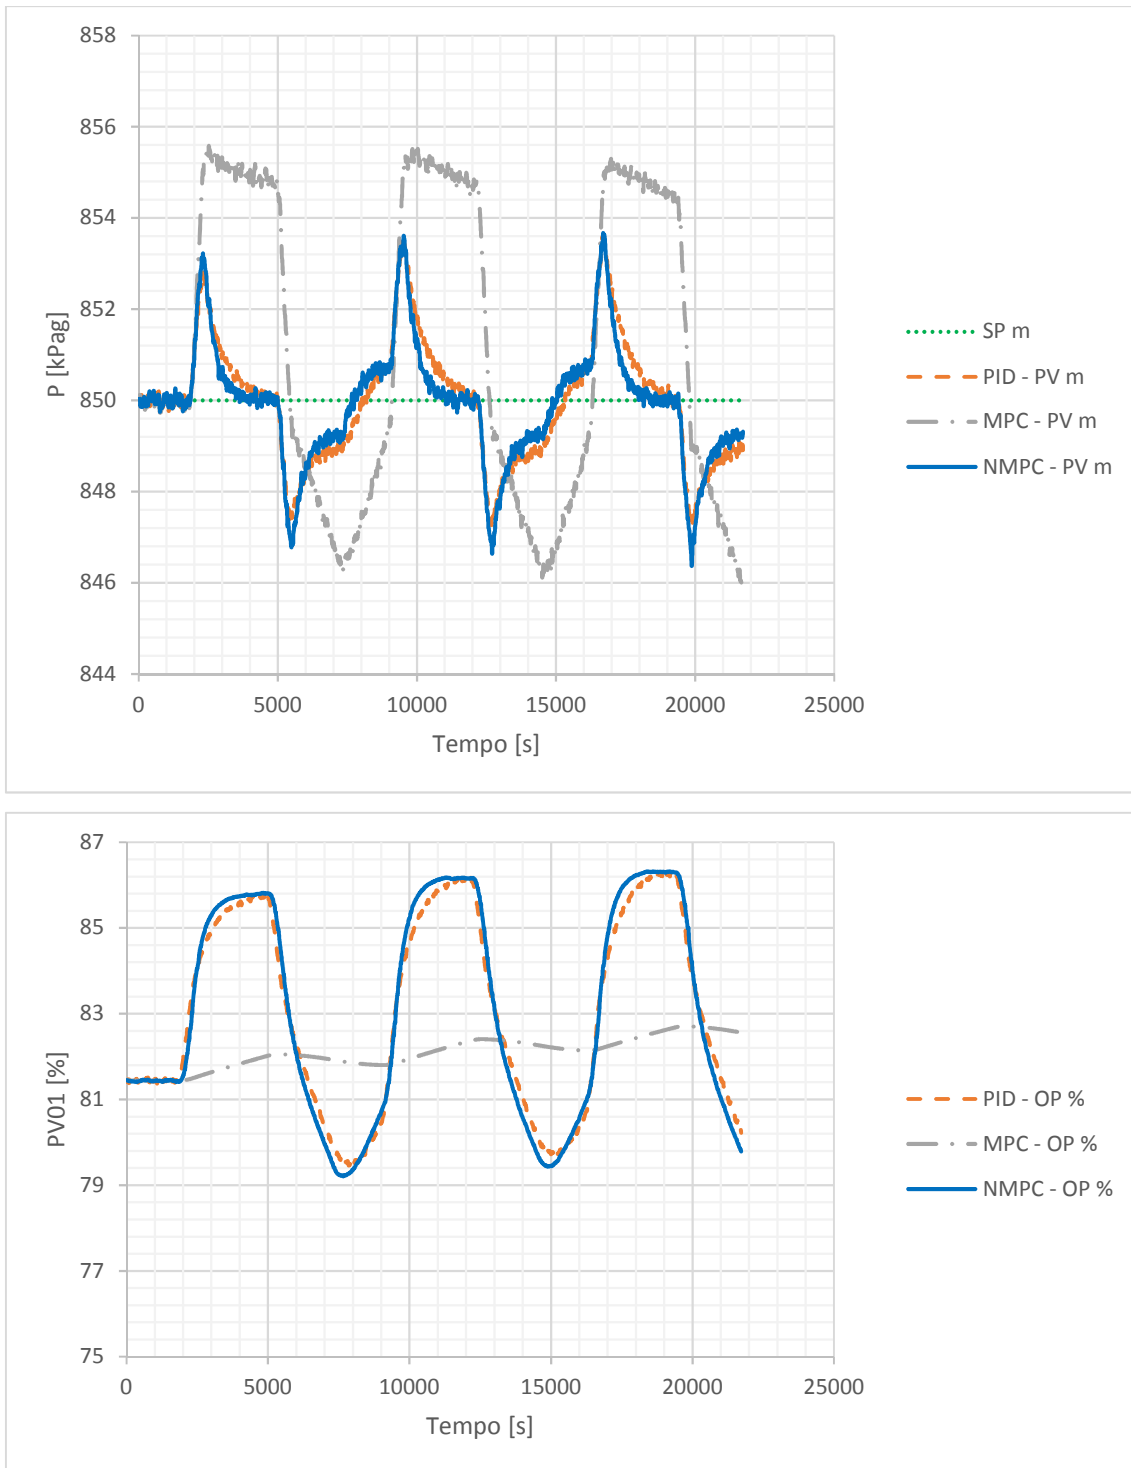 858
856
854
852
850
848
846
844
P [kPag]
0
5000
10000
15000
20000
25000
Tempo [s]
SP m
PID - PV m
MPC - PV m
NMPC - PV m
87
85
83
81
79
77
75
PV01 [%]
0
5000
10000
15000
20000
25000
Tempo [s]
PID - OP %
MPC - OP %
NMPC - OP %